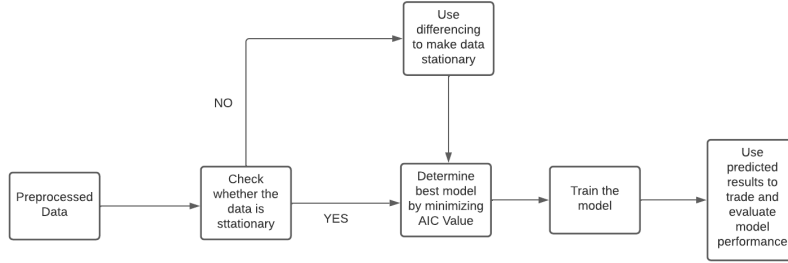 Use
differencing
to make data
stationary
NO
Preprocessed
Data
Check
whether the
data is
sttationary
YES
Determine
best model
by minimizing
AIC Value
Train the
model
Use
predicted
results to
trade and
evaluate
model
performance